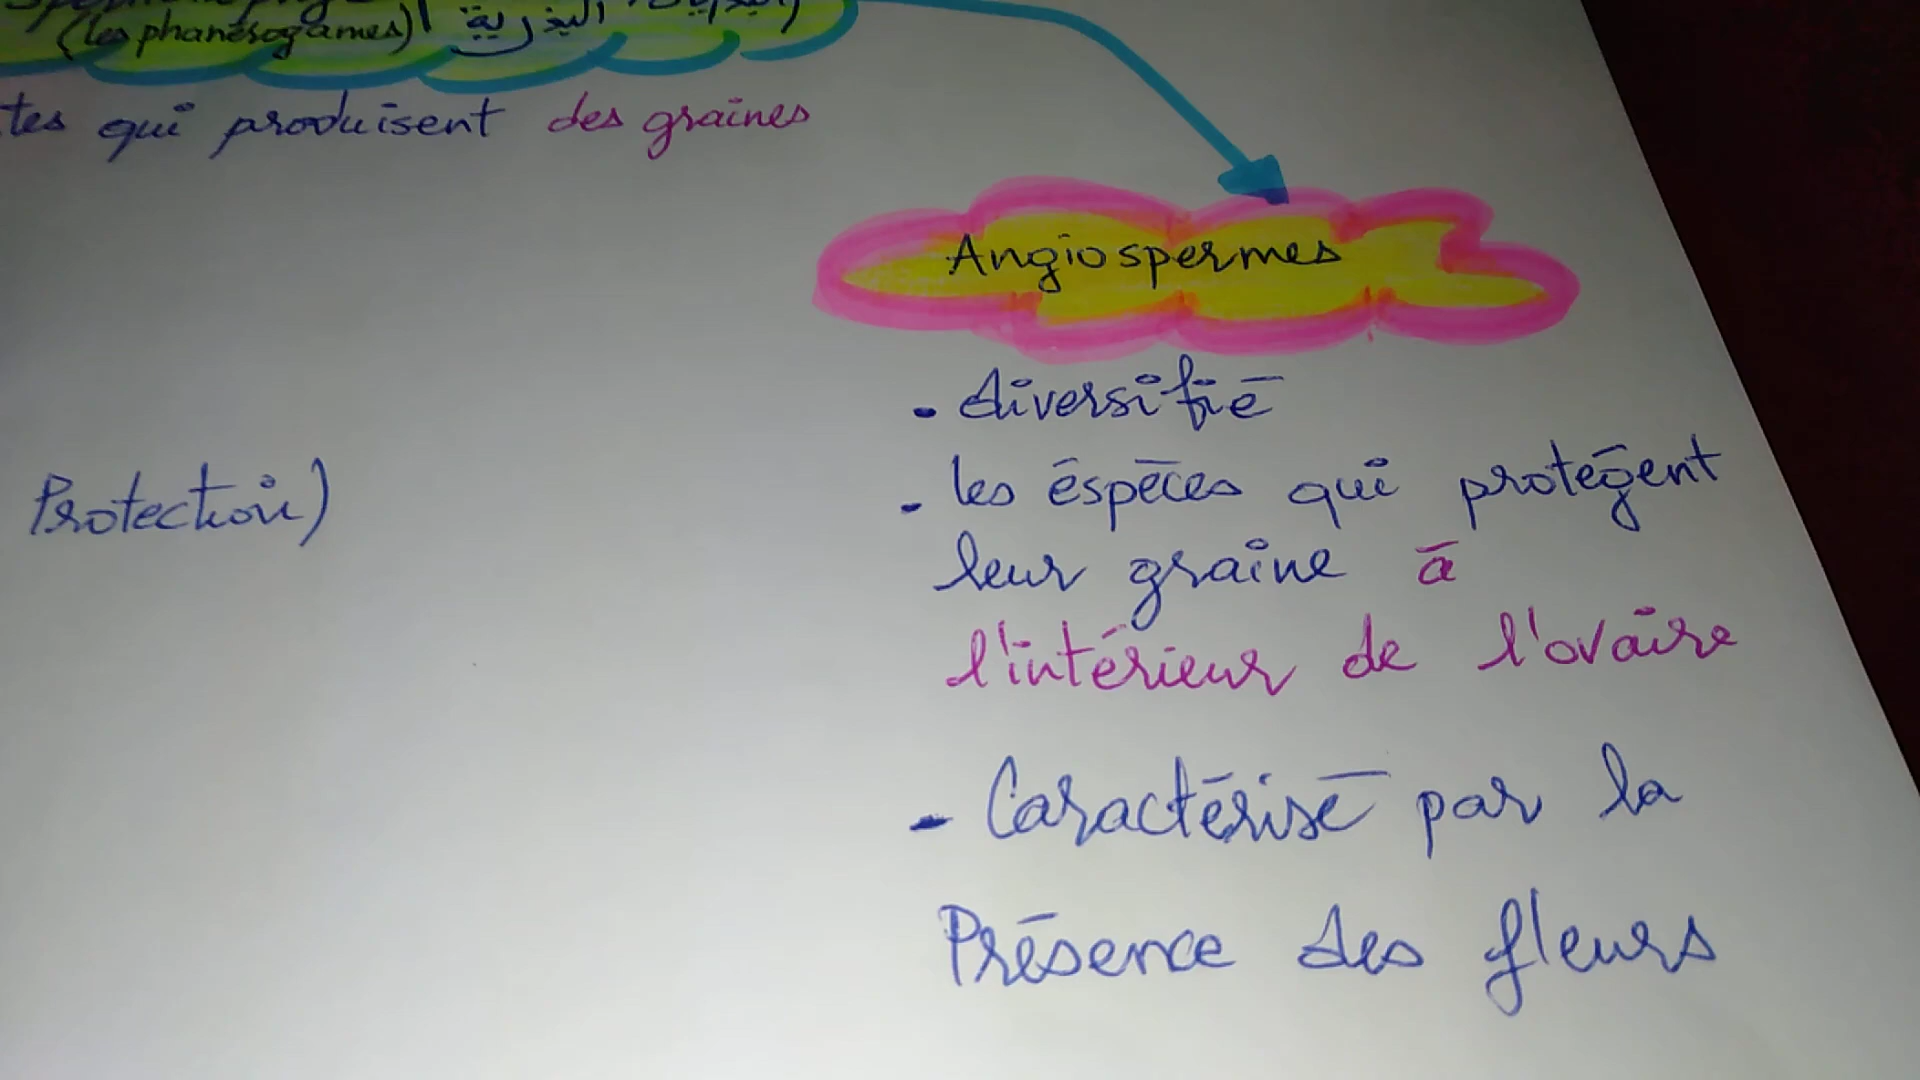 (les phanérogames) البذرية
tes qui produisent des graines
Angiospermes
• diversifié
- les éspèces qui protègent
leur graine à
l'intérieur de l'ovaire
Protection)
- Caractérisé par la
Présence des fleurs